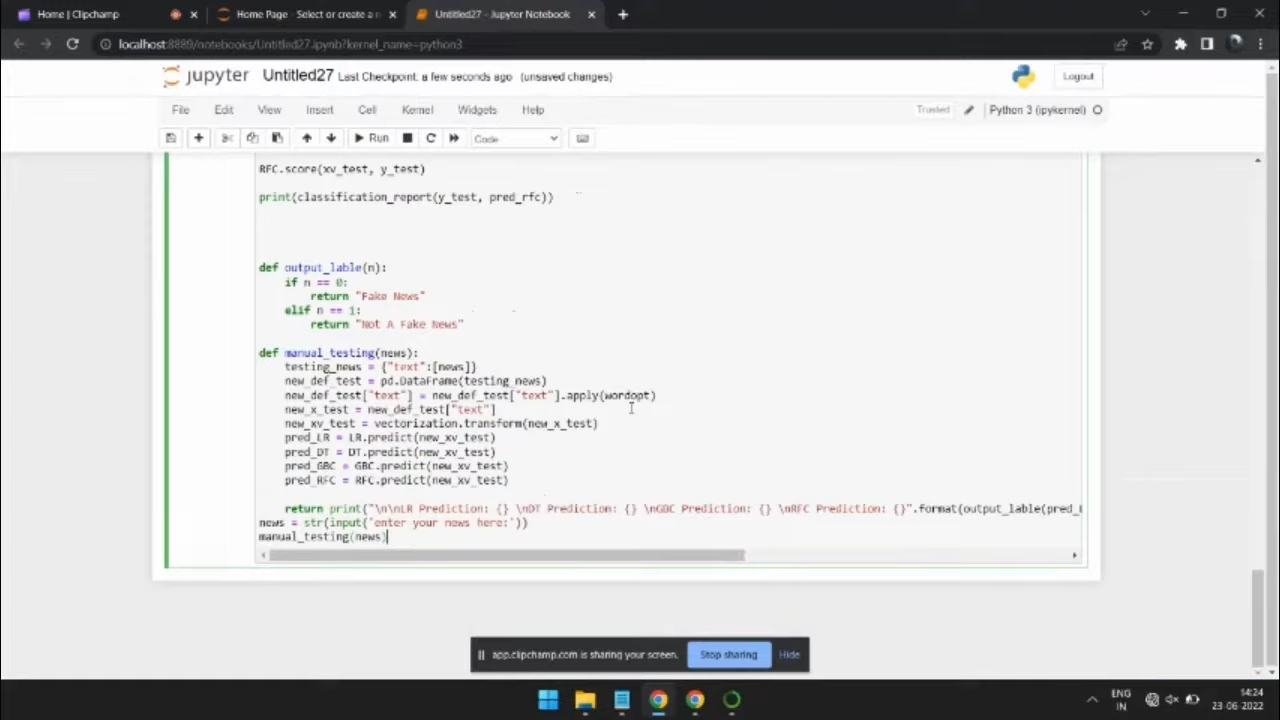 Home | Clipchamp
Home Page - Select or create a n
Untitled27 - Jupyter Notebook
localhost:8889/notebooks/Untitled27.ipynb?kernel_name=python3
jupyter Untitled27 Last Checkpoint: a few seconds ago (unsaved changes)
Logout
File Edit View Insert Cell Kernel Widgets Help
Trusted
Python 3 (ipykernel)
Run
Code
RFC.score(xv_test, y_test)
print(classification_report(y_test, pred_rfc))
def output_lable(n):
    if n == 0:
        return "Fake News"
    elif n == 1:
        return "Not A Fake News"
def manual_testing(news):
    testing_news = {"text":[news]}
    new_def_test = pd.DataFrame(testing_news)
    new_def_test["text"] = new_def_test["text"].apply(wordopt)
    new_x_test = new_def_test["text"]
    new_xv_test = vectorization.transform(new_x_test)
    pred_LR = LR.predict(new_xv_test)
    pred_DT = DT.predict(new_xv_test)
    pred_GBC = GBC.predict(new_xv_test)
    pred_RFC = RFC.predict(new_xv_test)
    return print("\n\nLR Prediction: {} \nDT Prediction: {} \nGBC Prediction: {} \nRFC Prediction: {}".format(output_lable(pred_
news = str(input('enter your news here:'))
manual_testing(news)
app.clipchamp.com is sharing your screen.
Stop sharing
Hide
ENG
IN
14:24
23-06-2022